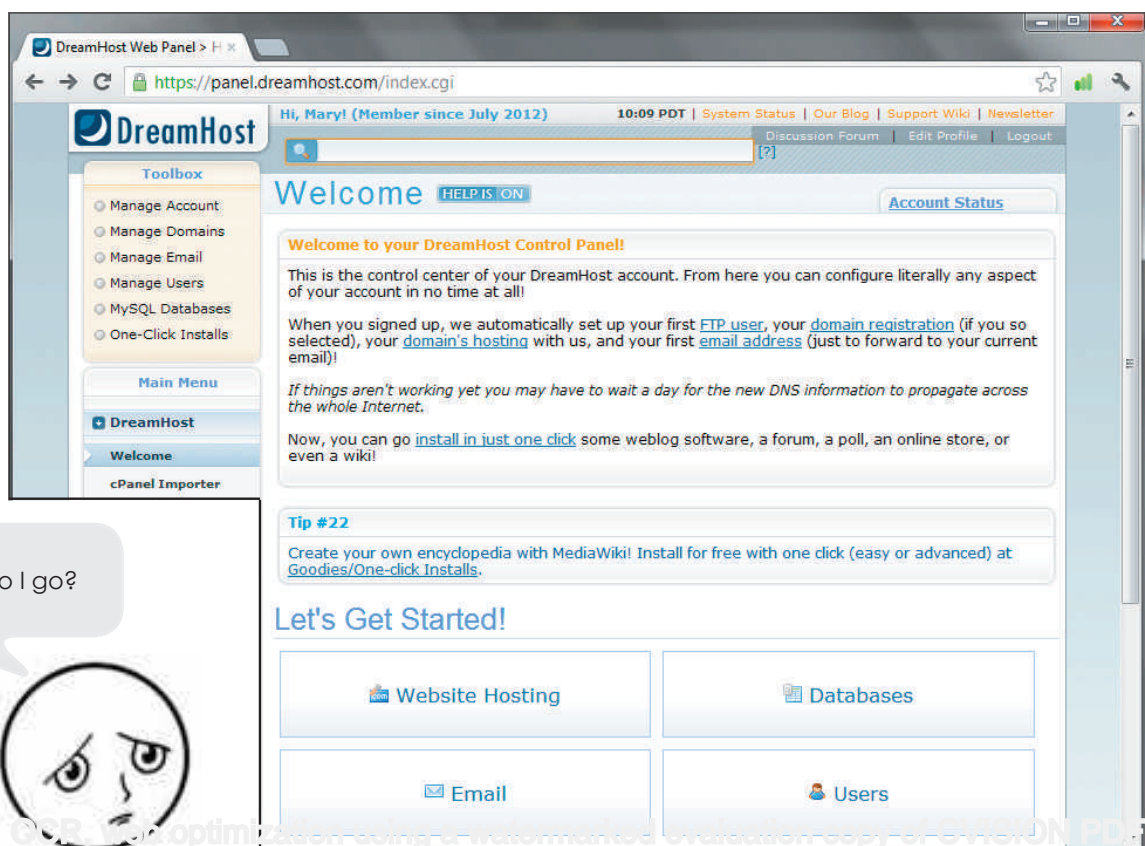 DreamHost Web Panel > H
https://panel.dreamhost.com/index.cgi
DreamHost
Hi, Mary! (Member since July 2012)
10:09 PDT | System Status | Our Blog | Support Wiki | Newsletter
Discussion Forum | Edit Profile | Logout
[?]
Toolbox
Manage Account
Manage Domains
Manage Email
Manage Users
MySQL Databases
One-Click Installs
Main Menu
DreamHost
Welcome
cPanel Importer
Welcome HELP IS ON
Account Status
Welcome to your DreamHost Control Panel!
This is the control center of your DreamHost account. From here you can configure literally any aspect
of your account in no time at all!
When you signed up, we automatically set up your first FTP user, your domain registration (if you so
selected), your domain's hosting with us, and your first email address (just to forward to your current
email)!
If things aren't working yet you may have to wait a day for the new DNS information to propagate across
the whole Internet.
Now, you can go install in just one click some weblog software, a forum, a poll, an online store, or
even a wiki!
Tip #22
Create your own encyclopedia with MediaWiki! Install for free with one click (easy or advanced) at
Goodies/One-click Installs.
Let's Get Started!
Website Hosting
Databases
Email
Users
o I go?
OCR, web optimization using a watermarked evaluation copy of CVISION PDF